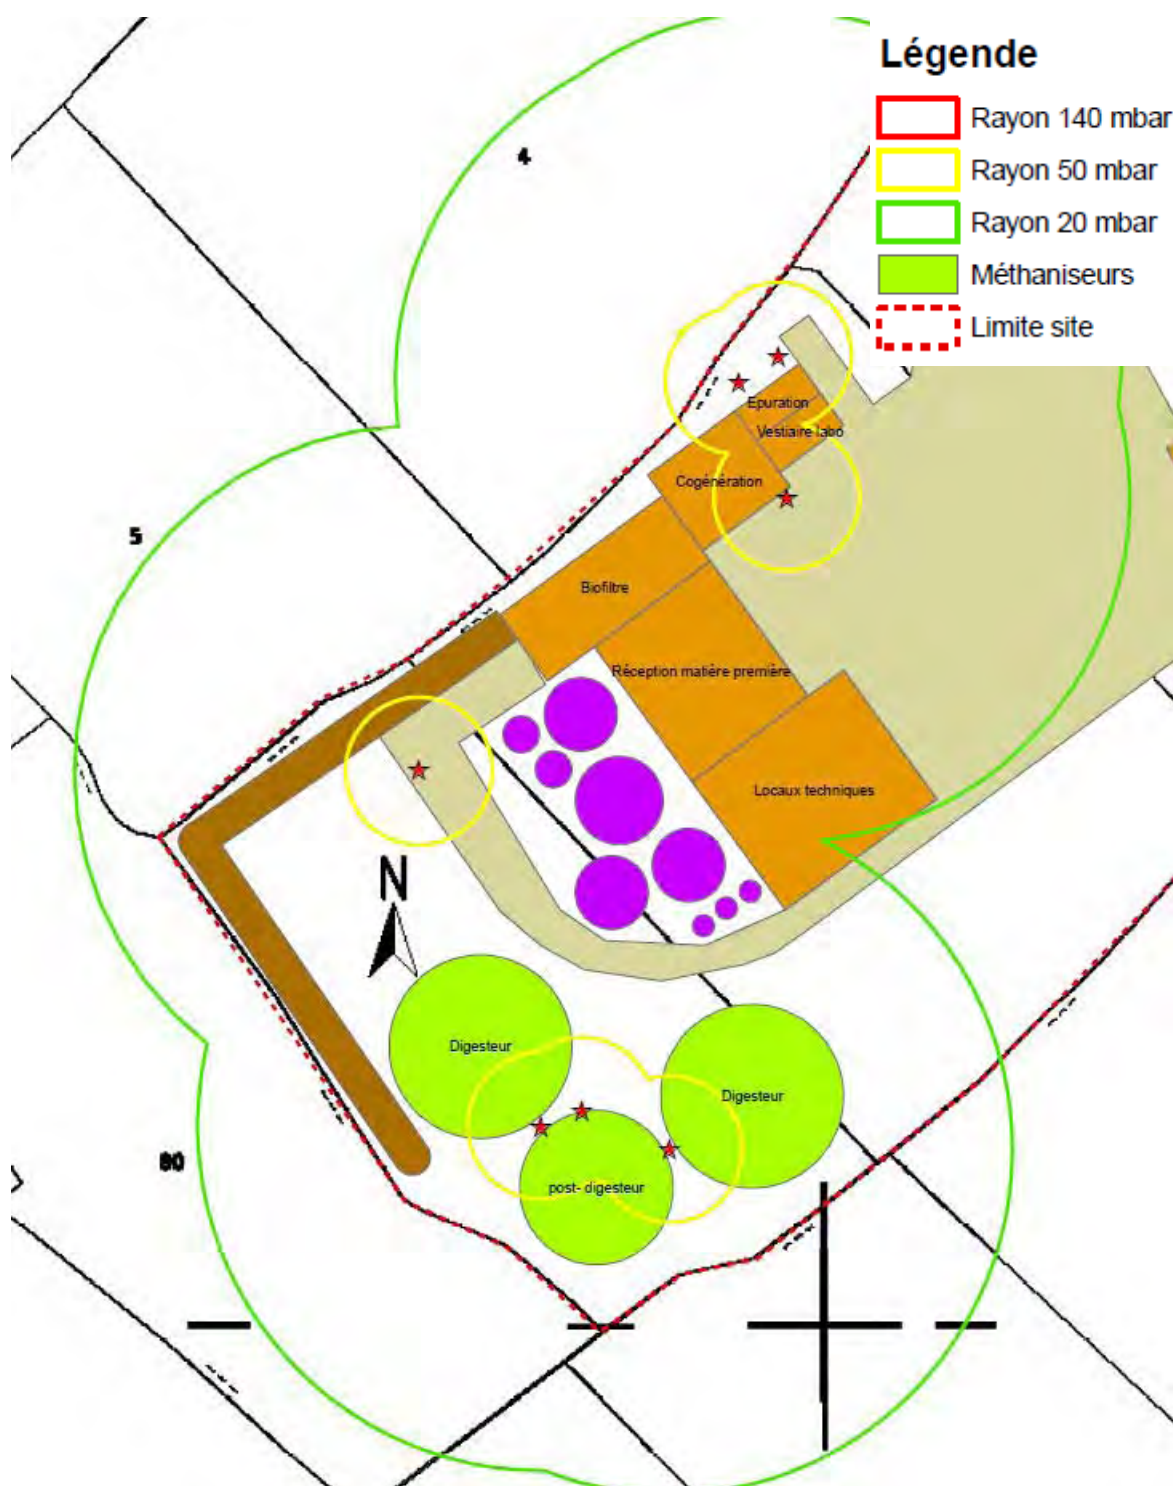 Légende
Rayon 140 mbar
Rayon 50 mbar
Rayon 20 mbar
Méthaniseurs
Limite site
4
5
Epuration
Vestiaire labo
Cogénération
Biofiltre
Réception matière première
Locaux techniques
N
Digesteur
Digesteur
80
post- digesteur